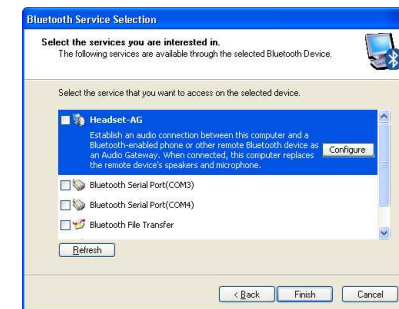 Bluetooth Service Selection
Select the services you are interested in.
The following services are available through the selected Bluetooth Device.
Select the service that you want to access on the selected device.
Headset-AG
Establish an audio connection between this computer and a
Bluetooth-enabled phone or other remote Bluetooth device as
an Audio Gateway. When connected, this computer replaces
the remote device's speakers and microphone.
Configure
Bluetooth Serial Port(COM3)
Bluetooth Serial Port(COM4)
Bluetooth File Transfer
Refresh
< Back Finish Cancel